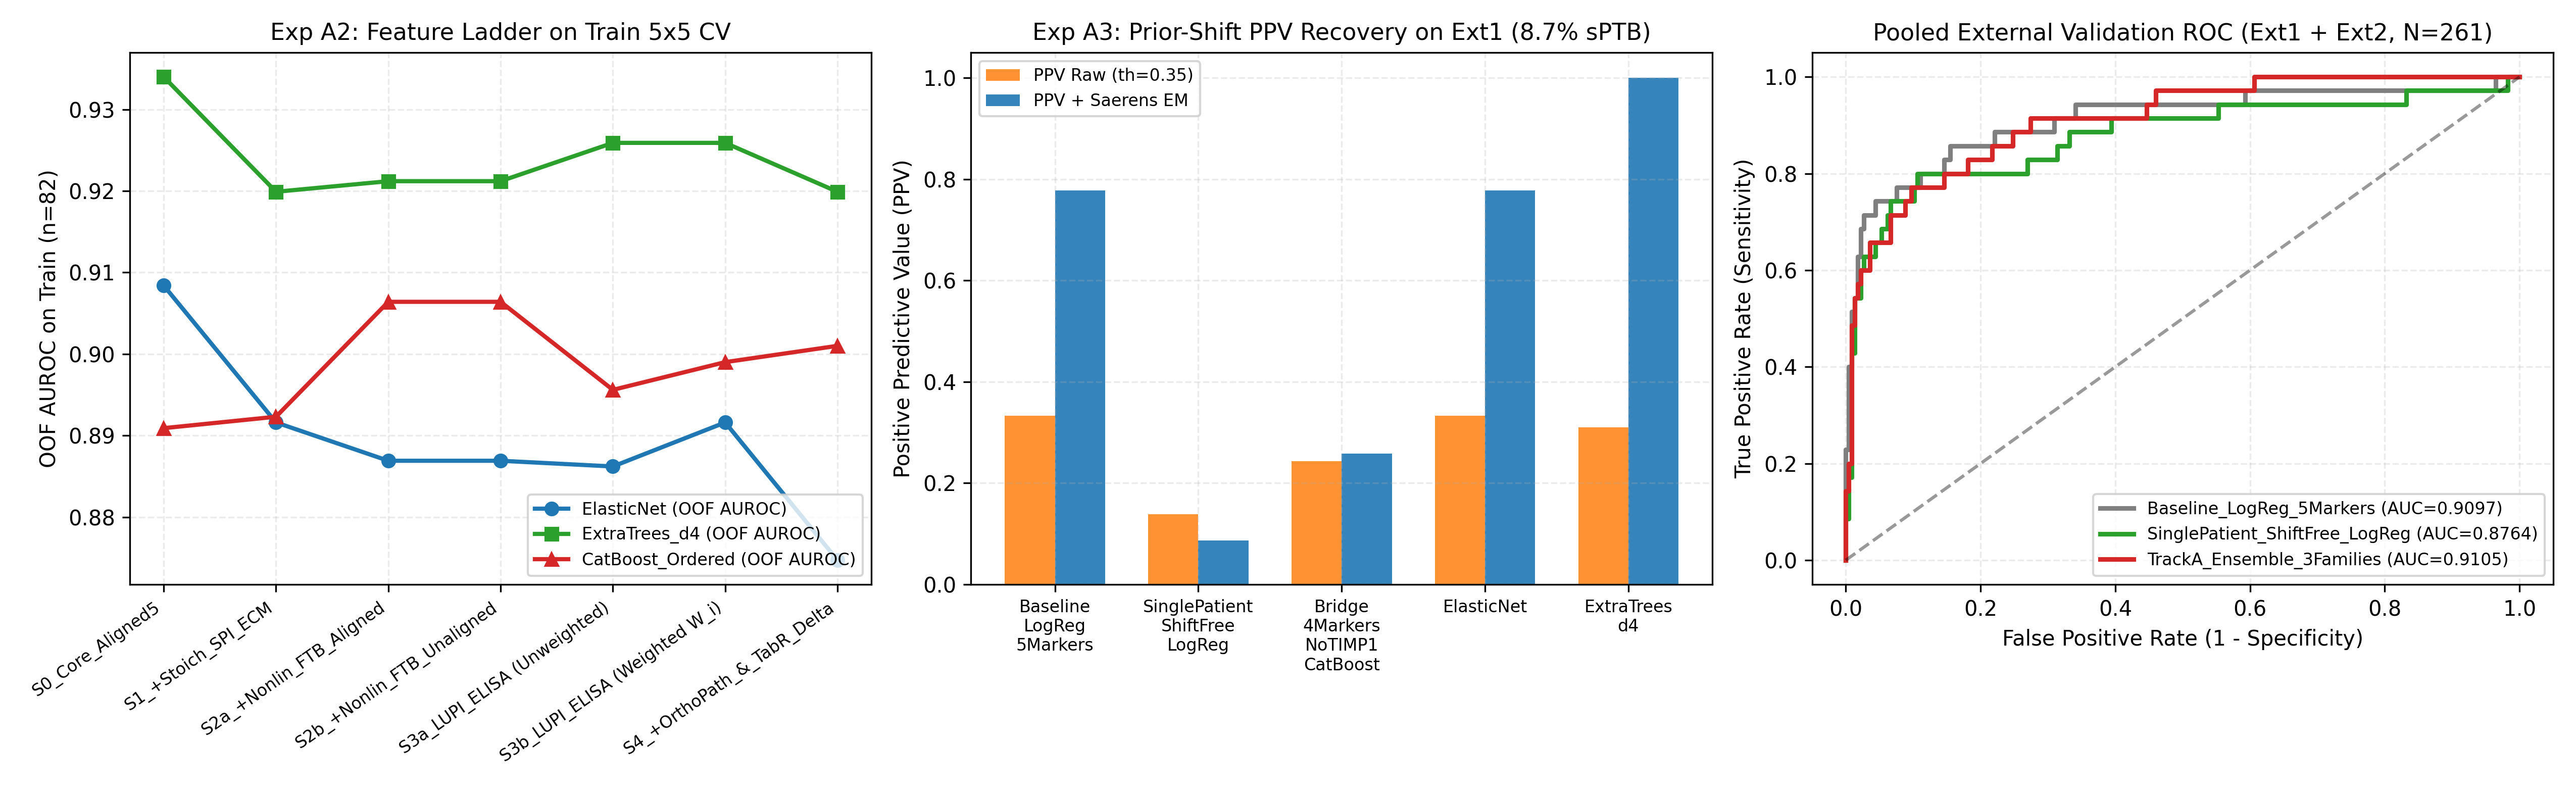 Exp A2: Feature Ladder on Train 5x5 CV
OOF AUROC on Train (n=82)
0.93
0.92
0.91
0.90
0.89
0.88
ElasticNet (OOF AUROC)
ExtraTrees_d4 (OOF AUROC)
CatBoost_Ordered (OOF AUROC)
S0_Core_Aligned5
S1_+Stoich_SPI_ECM
S2a_+Nonlin_FTB_Aligned
S2b_+Nonlin_FTB_Unaligned
S3a_LUPI_ELISA (Unweighted)
S3b_LUPI_ELISA (Weighted W_i)
S4_+OrthoPath_&_TabR_Delta
Exp A3: Prior-Shift PPV Recovery on Ext1 (8.7% sPTB)
Positive Predictive Value (PPV)
1.0
0.8
0.6
0.4
0.2
0.0
PPV Raw (th=0.35)
PPV + Saerens EM
Baseline
LogReg
5Markers
SinglePatient
ShiftFree
LogReg
Bridge
4Markers
NoTIMP1
CatBoost
ElasticNet
ExtraTrees
d4
Pooled External Validation ROC (Ext1 + Ext2, N=261)
True Positive Rate (Sensitivity)
1.0
0.8
0.6
0.4
0.2
0.0
Baseline_LogReg_5Markers (AUC=0.9097)
SinglePatient_ShiftFree_LogReg (AUC=0.8764)
TrackA_Ensemble_3Families (AUC=0.9105)
0.0
0.2
0.4
0.6
0.8
1.0
False Positive Rate (1 - Specificity)